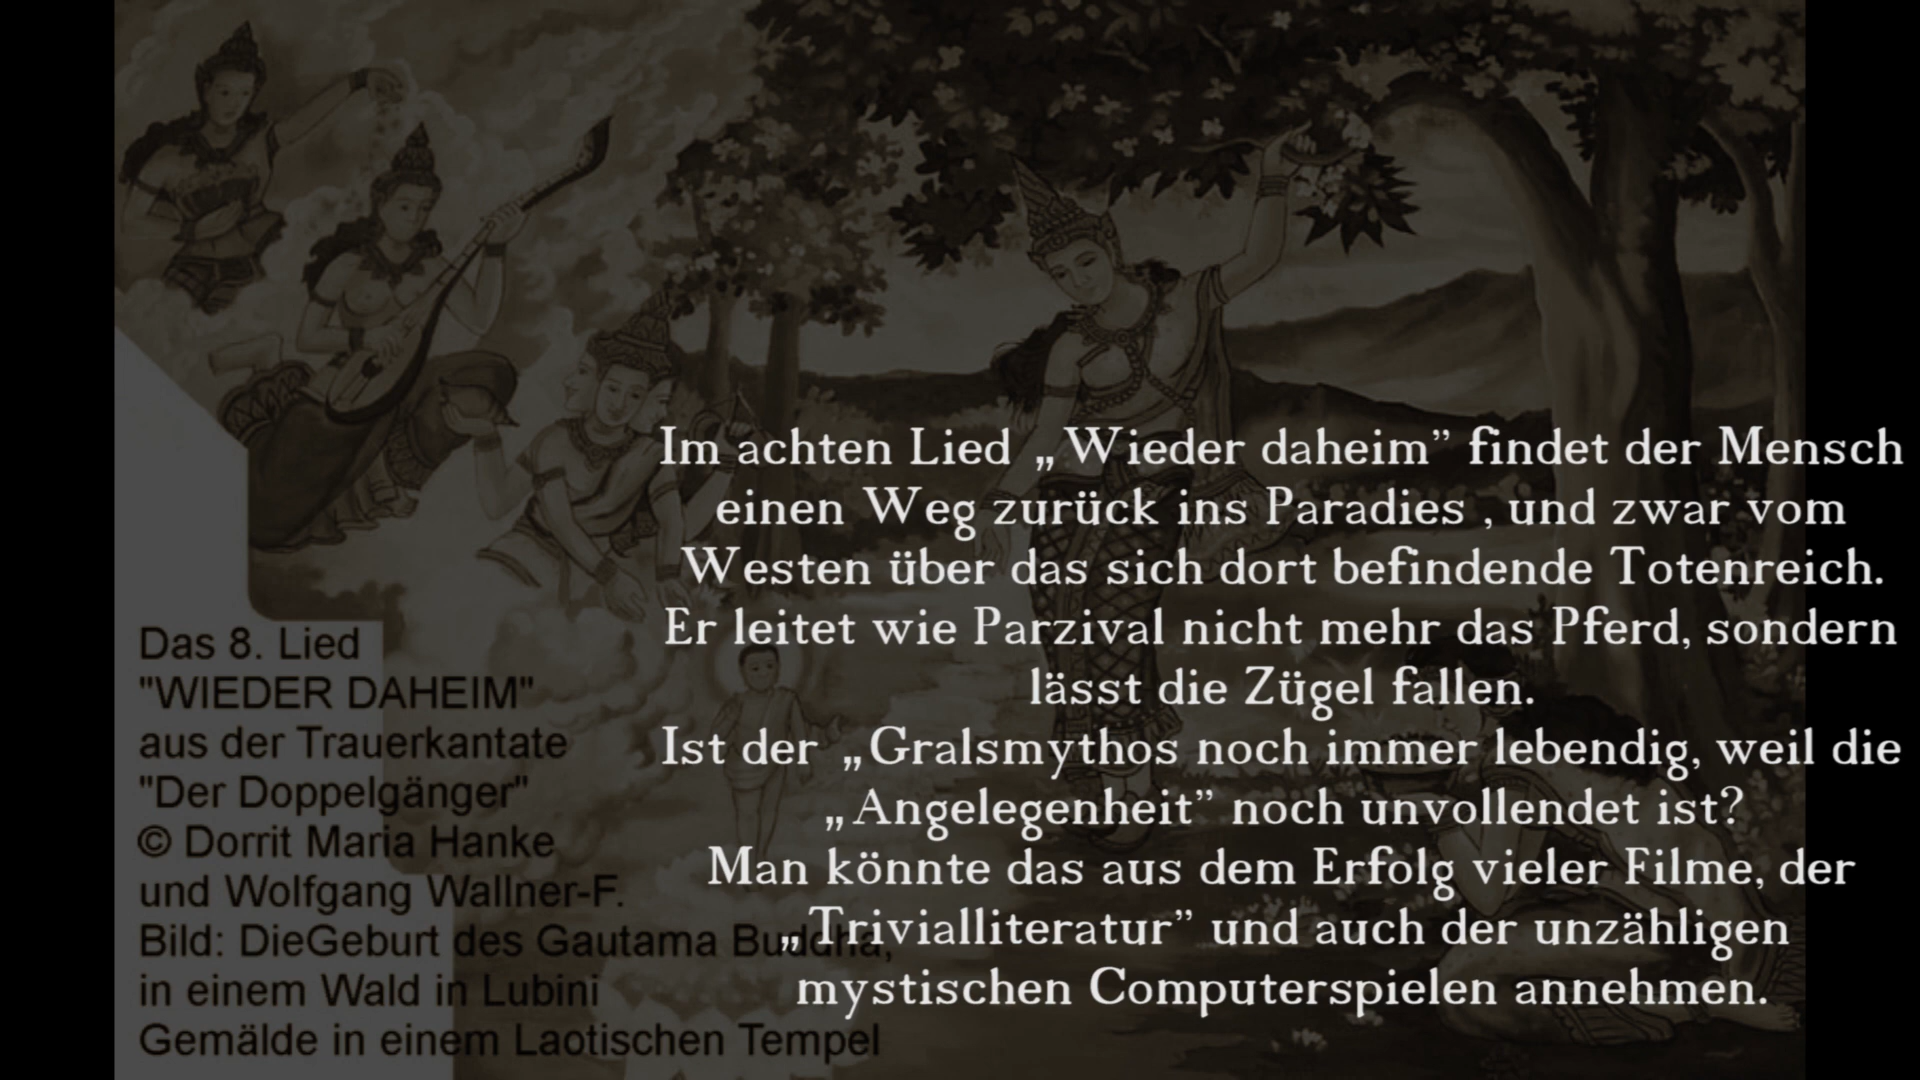 Im achten Lied „Wieder daheim” findet der Mensch
einen Weg zurück ins Paradies , und zwar vom
Westen über das sich dort befindende Totenreich.
Er leitet wie Parzival nicht mehr das Pferd, sondern
lässt die Zügel fallen.
Ist der „Gralsmythos noch immer lebendig, weil die
„Angelegenheit” noch unvollendet ist?
Man könnte das aus dem Erfolg vieler Filme, der
„Trivialliteratur” und auch der unzähligen
mystischen Computerspielen annehmen.
Das 8. Lied
"WIEDER DAHEIM"
aus der Trauerkantate
"Der Doppelgänger"
© Dorrit Maria Hanke
und Wolfgang Wallner-F.
Bild: DieGeburt des Gautama Buddha,
in einem Wald in Lubini
Gemälde in einem Laotischen Tempel